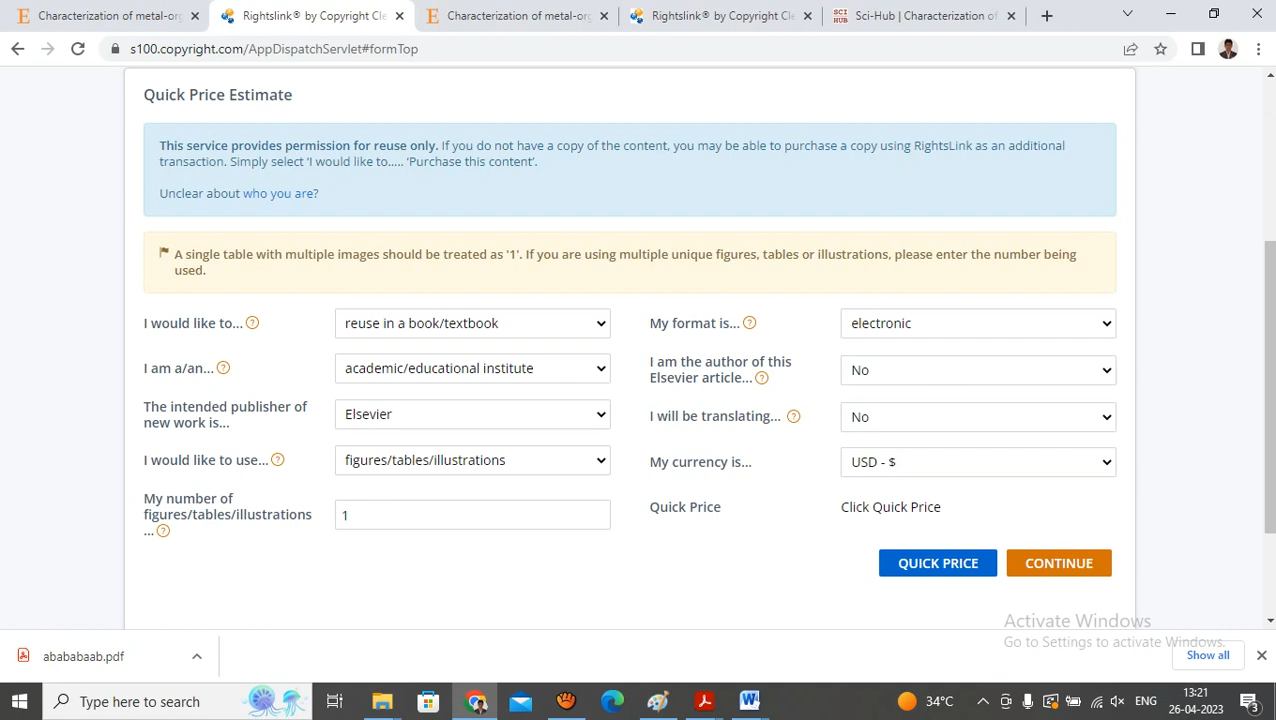 Characterization of metal-or
Rightslink® by Copyright Cle
Characterization of metal-or
Rightslink® by Copyright Cle
SCI HUB Sci-Hub | Characterization of
s100.copyright.com/AppDispatchServlet#formTop
Quick Price Estimate
This service provides permission for reuse only. If you do not have a copy of the content, you may be able to purchase a copy using RightsLink as an additional
transaction. Simply select 'I would like to..... 'Purchase this content'.
Unclear about who you are?
A single table with multiple images should be treated as '1'. If you are using multiple unique figures, tables or illustrations, please enter the number being
used.
I would like to... ? reuse in a book/textbook
I am a/an... ? academic/educational institute
The intended publisher of
new work is... Elsevier
I would like to use... ? figures/tables/illustrations
My number of
figures/tables/illustrations
... ? 1
My format is... ? electronic
I am the author of this
Elsevier article... ? No
I will be translating... ? No
My currency is... USD - $
Quick Price Click Quick Price
QUICK PRICE CONTINUE
Activate Windows
Go to Settings to activate Windows.
abababaab.pdf
Show all
Type here to search
34°C
ENG
13:21
26-04-2023
3